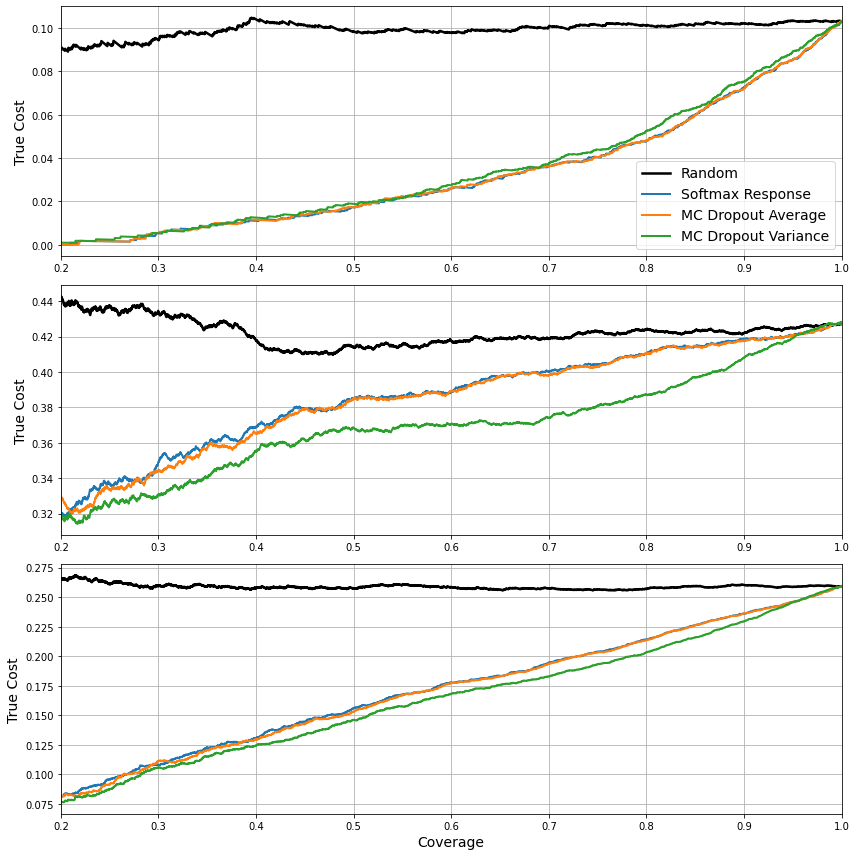 True Cost
0.10
0.08
0.06
0.04
0.02
0.00
0.2 0.3 0.4 0.5 0.6 0.7 0.8 0.9 1.0
Random
Softmax Response
MC Dropout Average
MC Dropout Variance
True Cost
0.44
0.42
0.40
0.38
0.36
0.34
0.32
0.2 0.3 0.4 0.5 0.6 0.7 0.8 0.9 1.0
True Cost
0.275
0.250
0.225
0.200
0.175
0.150
0.125
0.100
0.075
0.2 0.3 0.4 0.5 0.6 0.7 0.8 0.9 1.0
Coverage